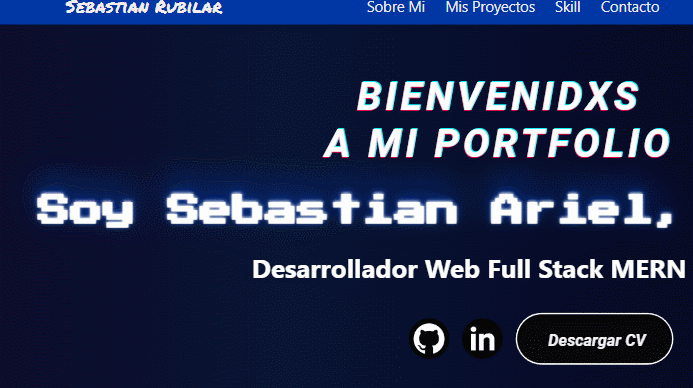 Sebastian Rubilar
Sobre Mi Mis Proyectos Skill Contacto
BIENVENIDXS
A MI PORTFOLIO
Soy Sebastian Ariel,
Desarrollador Web Full Stack MERN
in Descargar CV